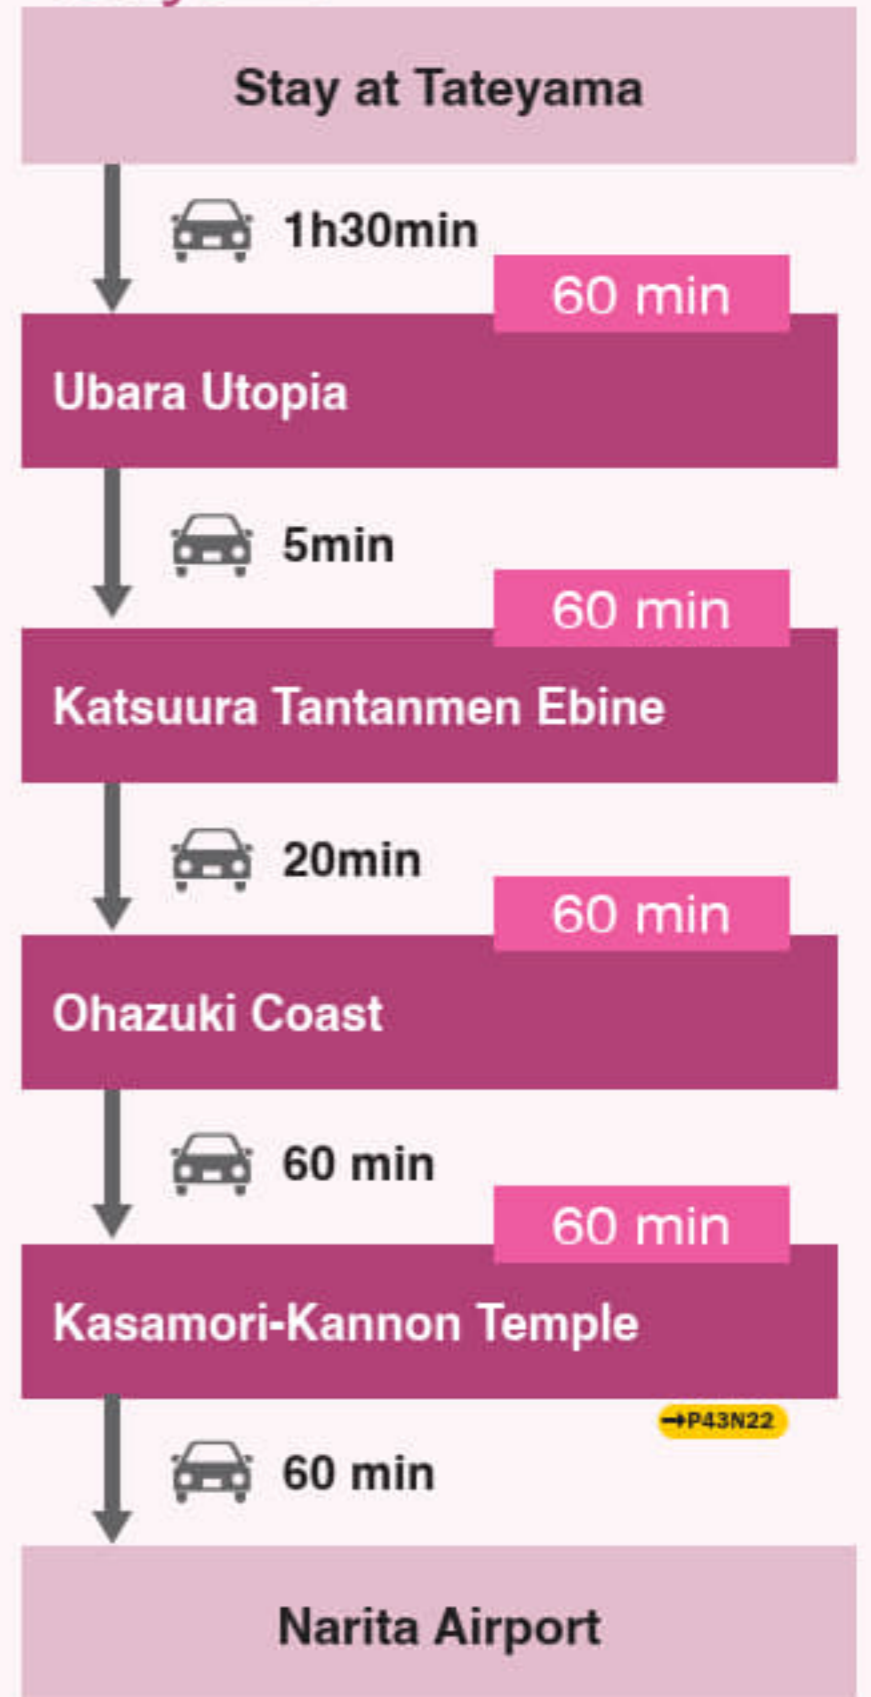 Stay at Tateyama
1h30min
60 min
Ubara Utopia
5min
60 min
Katsuura Tantanmen Ebine
20min
60 min
Ohazuki Coast
60 min
60 min
Kasamori-Kannon Temple
→P43N22
60 min
Narita Airport